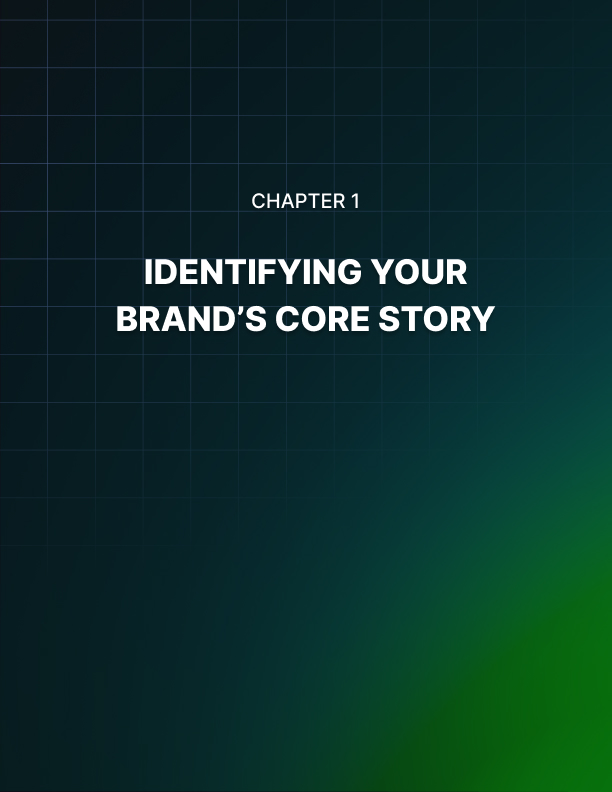 CHAPTER 1
IDENTIFYING YOUR
BRAND’S CORE STORY